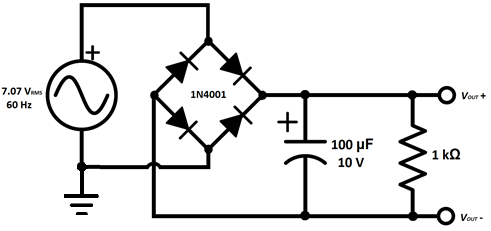 7.07 VRMS
60 Hz
+
1N4001
+
100 µF
10 V
1 kΩ
VOUT +
VOUT -